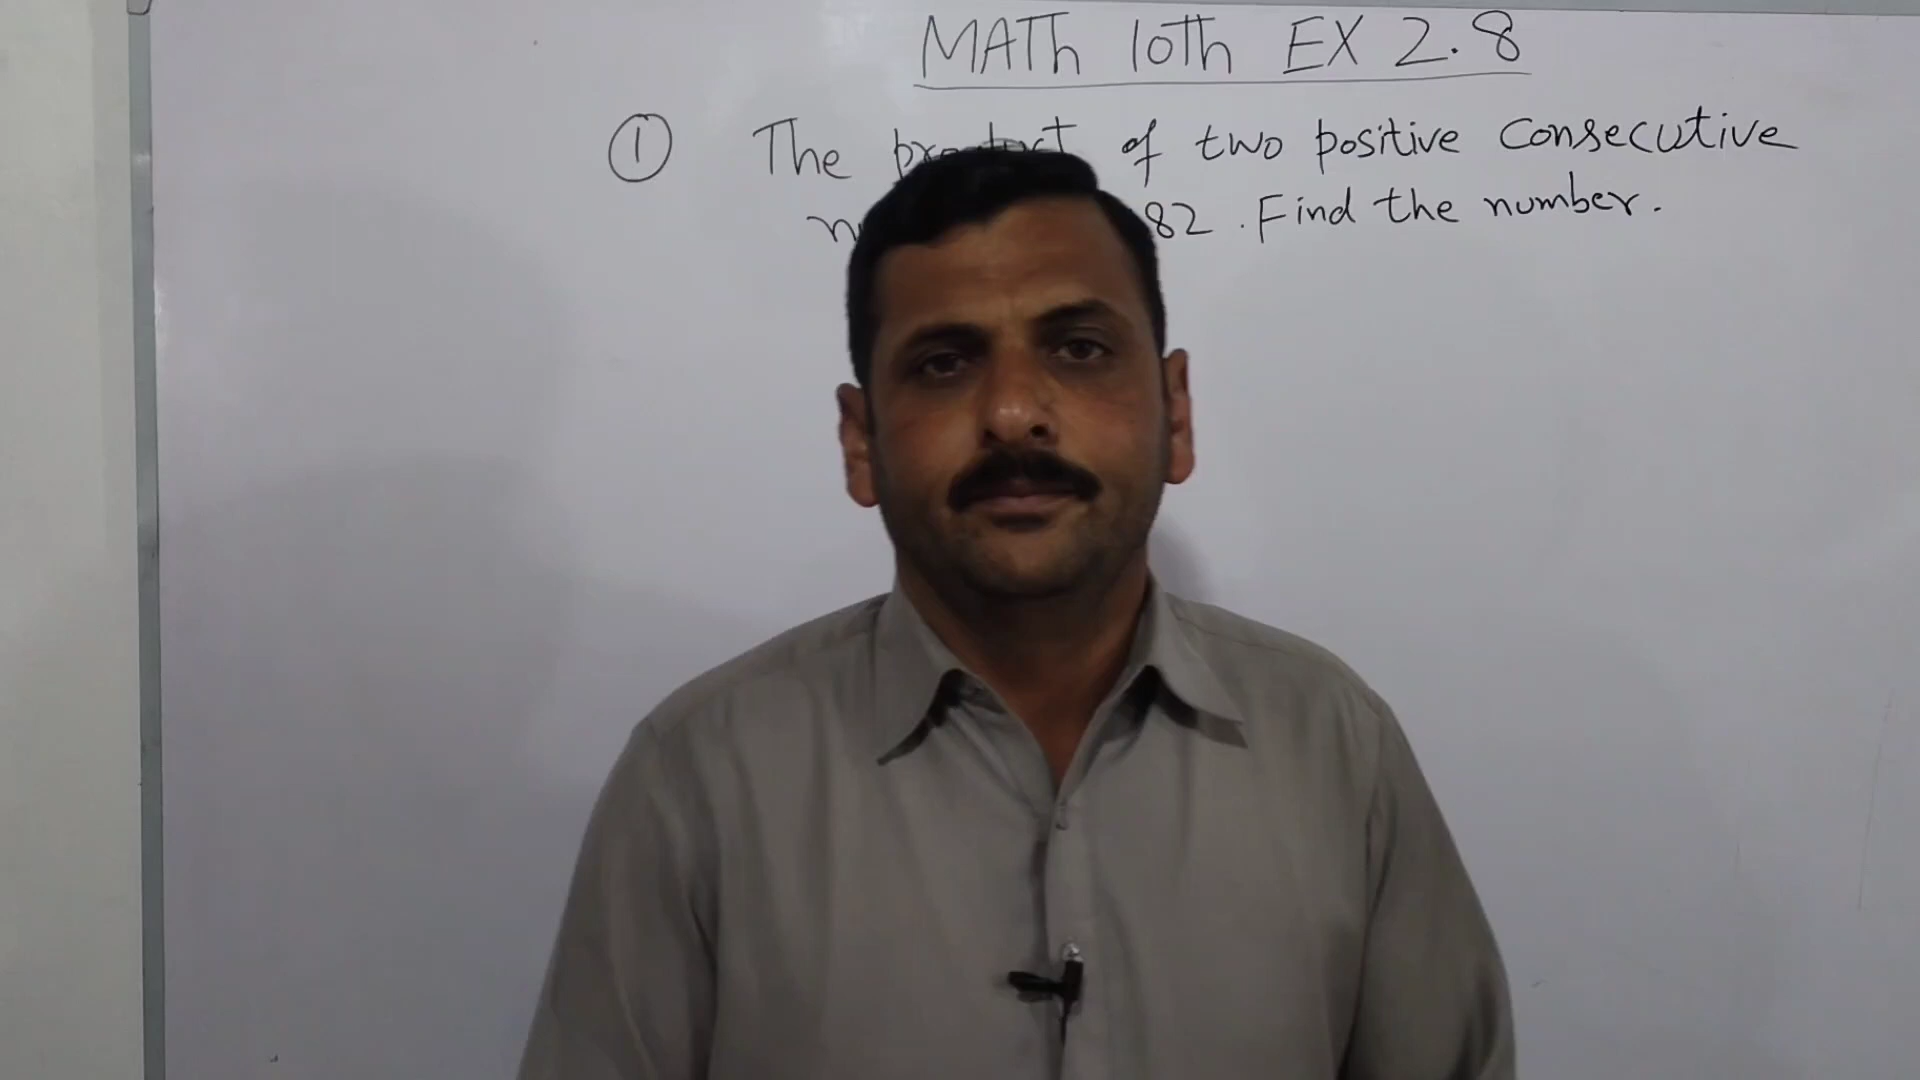 MATH 10th EX 2.8
① The product of two positive consecutive
82. Find the number.